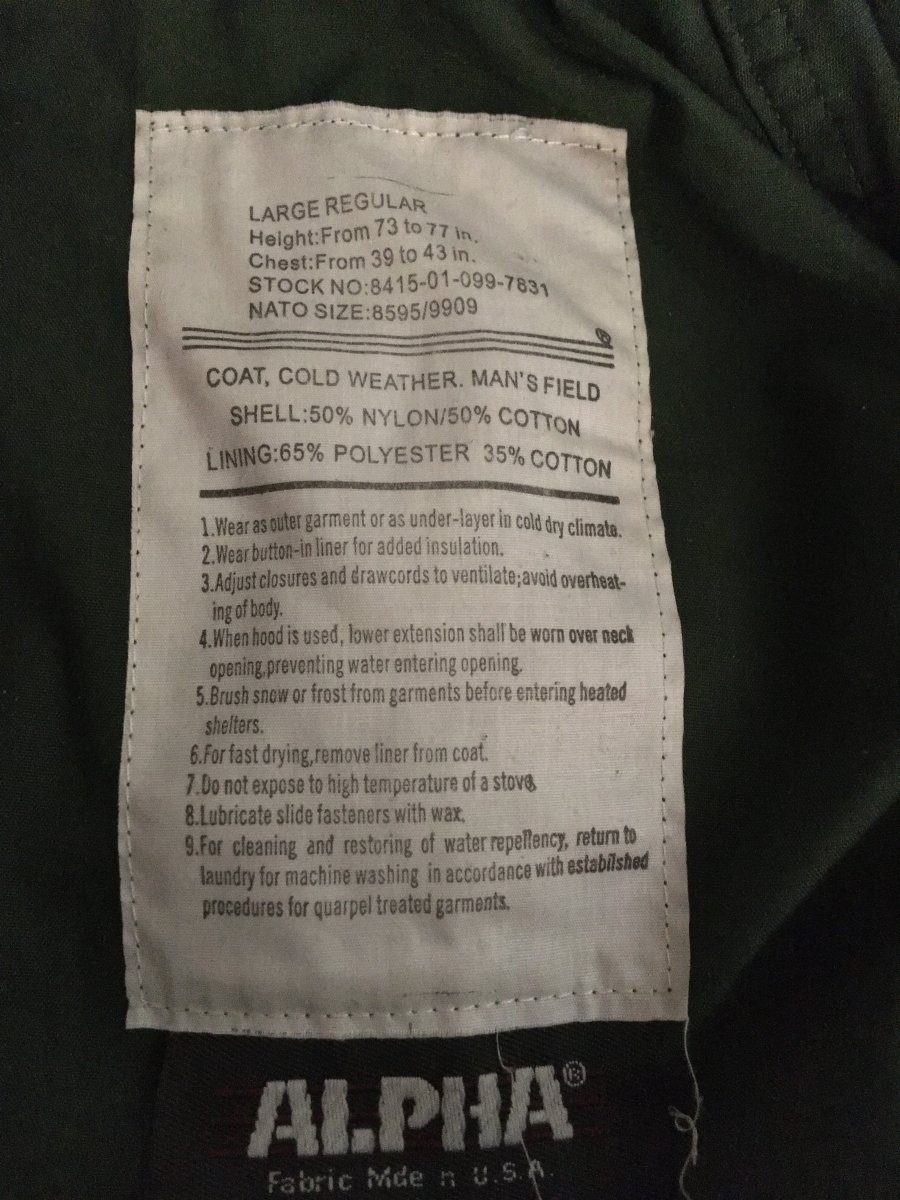 LARGE REGULAR
Height:From 73 to 77 in.
Chest:From 39 to 43 in.
STOCK NO:8415-01-099-7831
NATO SIZE:8595/9909
®
COAT, COLD WEATHER. MAN'S FIELD
SHELL:50% NYLON/50% COTTON
LINING:65% POLYESTER 35% COTTON
1.Wear as outer garment or as under-layer in cold dry climate.
2.Wear button-in liner for added insulation.
3.Adjust closures and drawcords to ventilate;avoid overheat-
ing of body.
4.When hood is used, lower extension shall be worn over neck
opening,preventing water entering opening.
5.Brush snow or frost from garments before entering heated
shelters.
6.For fast drying,remove liner from coat.
7.Do not expose to high temperature of a stove.
8.Lubricate slide fasteners with wax.
9.For cleaning and restoring of water repellency, return to
laundry for machine washing in accordance with estabilshed
procedures for quarpel treated garments.
ALPHA®
Fabric Mde n U.S.A.